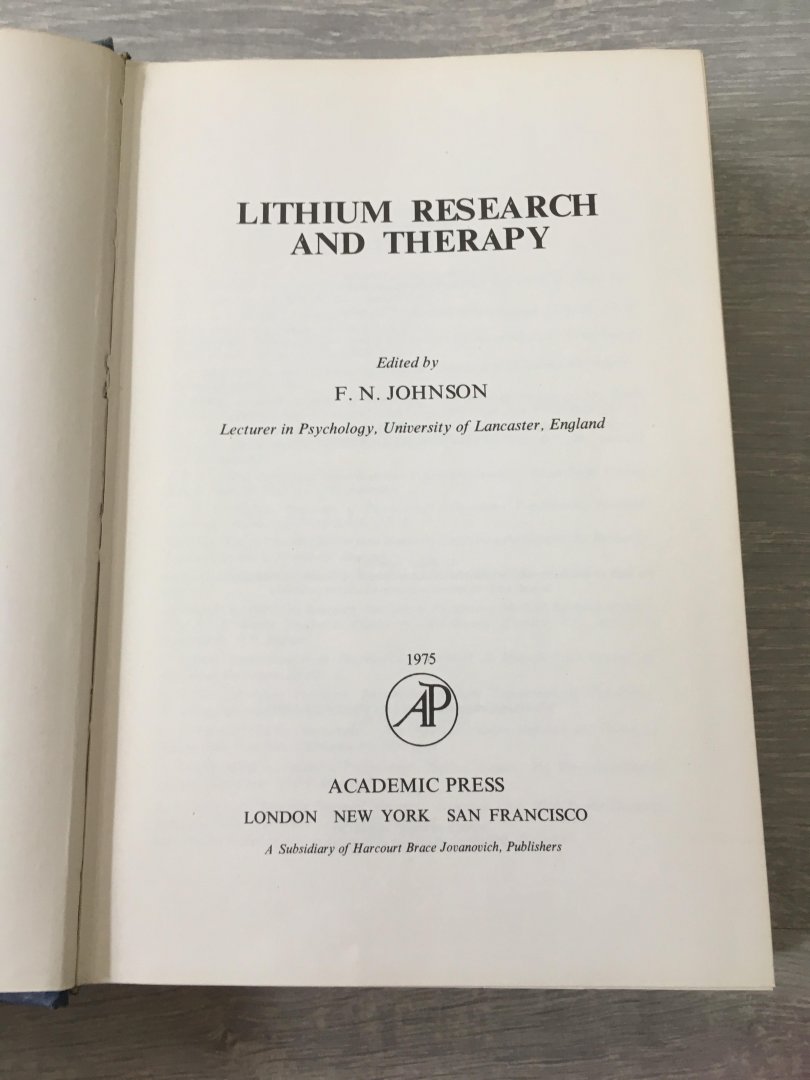 LITHIUM RESEARCH
AND THERAPY
Edited by
F. N. JOHNSON
Lecturer in Psychology, University of Lancaster, England
1975
AP
ACADEMIC PRESS
LONDON NEW YORK SAN FRANCISCO
A Subsidiary of Harcourt Brace Jovanovich, Publishers